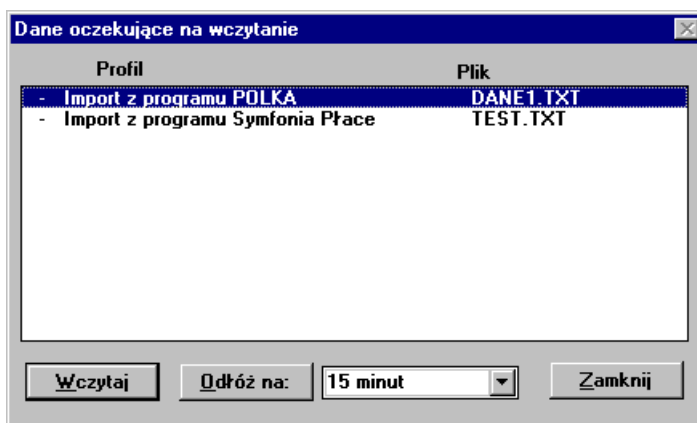 Dane oczekujące na wczytanie
Profil Plik
- Import z programu POLKA DANE1.TXT
- Import z programu Symfonia Płace TEST.TXT
Wczytaj Odłóż na: 15 minut Zamknij